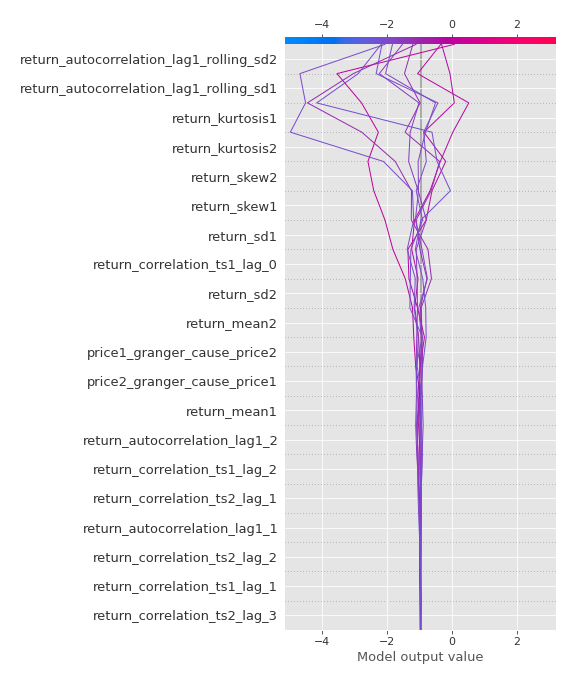 −4 −2 0 2
return_autocorrelation_lag1_rolling_sd2
return_autocorrelation_lag1_rolling_sd1
return_kurtosis1
return_kurtosis2
return_skew2
return_skew1
return_sd1
return_correlation_ts1_lag_0
return_sd2
return_mean2
price1_granger_cause_price2
price2_granger_cause_price1
return_mean1
return_autocorrelation_lag1_2
return_correlation_ts1_lag_2
return_correlation_ts2_lag_1
return_autocorrelation_lag1_1
return_correlation_ts2_lag_2
return_correlation_ts1_lag_1
return_correlation_ts2_lag_3
−4 −2 0 2
Model output value